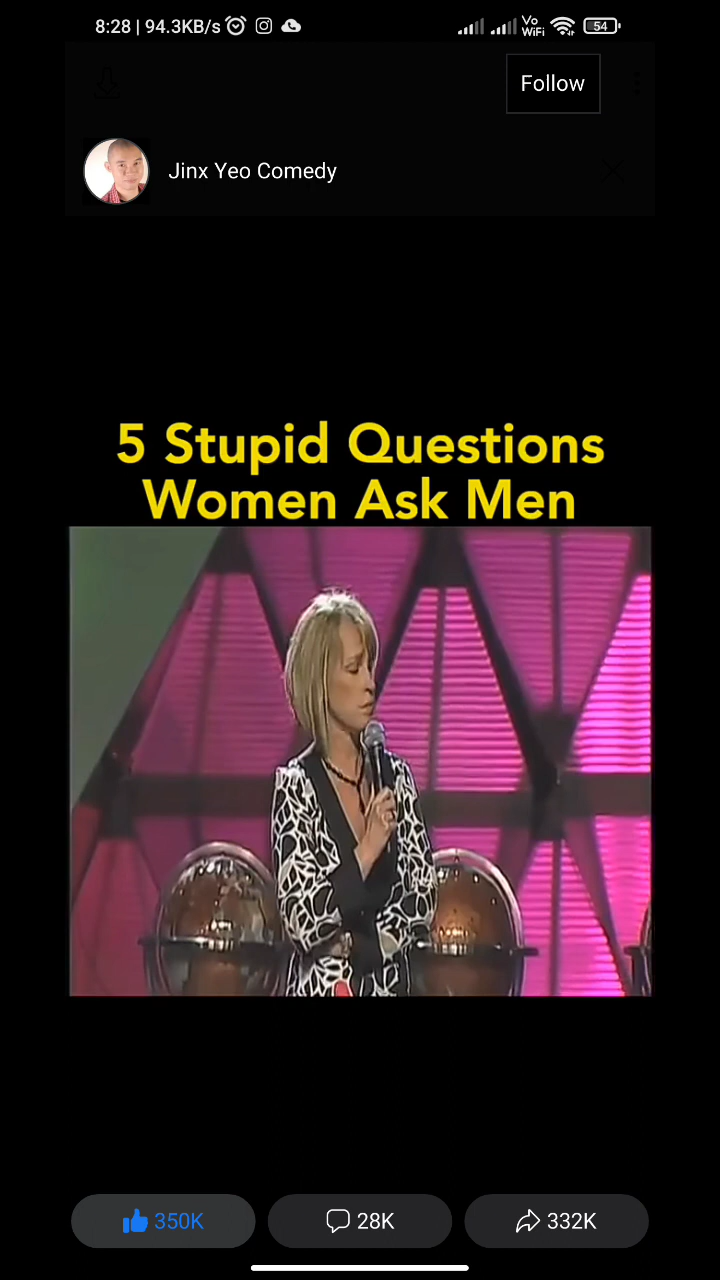 8:28 | 94.3KB/s Vo WiFi 54
Follow
Jinx Yeo Comedy
5 Stupid Questions
Women Ask Men
350K 28K 332K